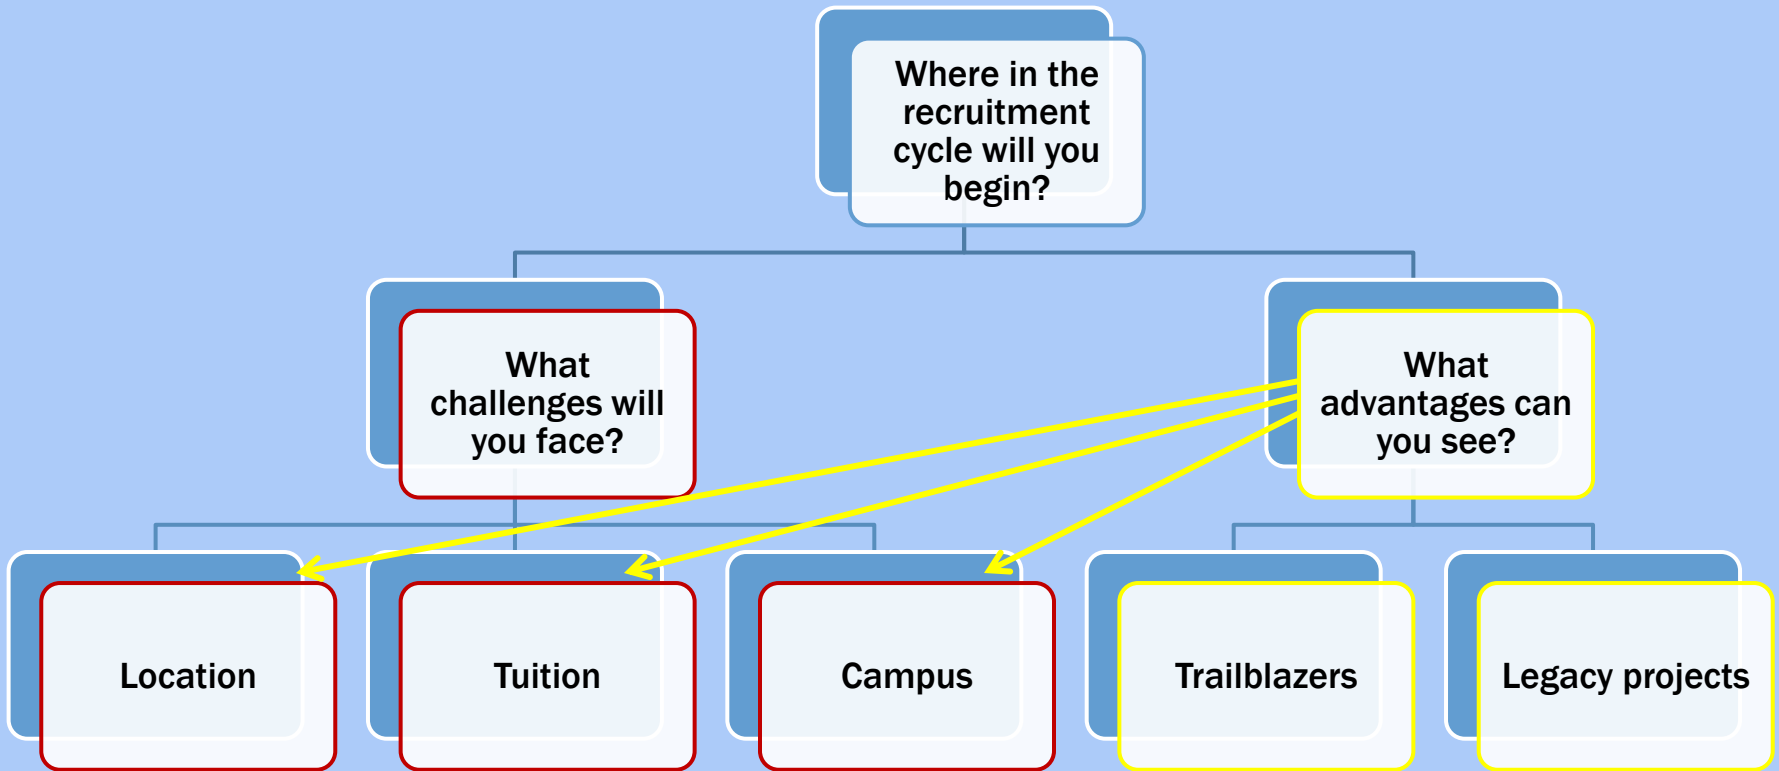 Where in the
recruitment
cycle will you
begin?
What
challenges will
you face?
What
advantages can
you see?
Location
Tuition
Campus
Trailblazers
Legacy projects